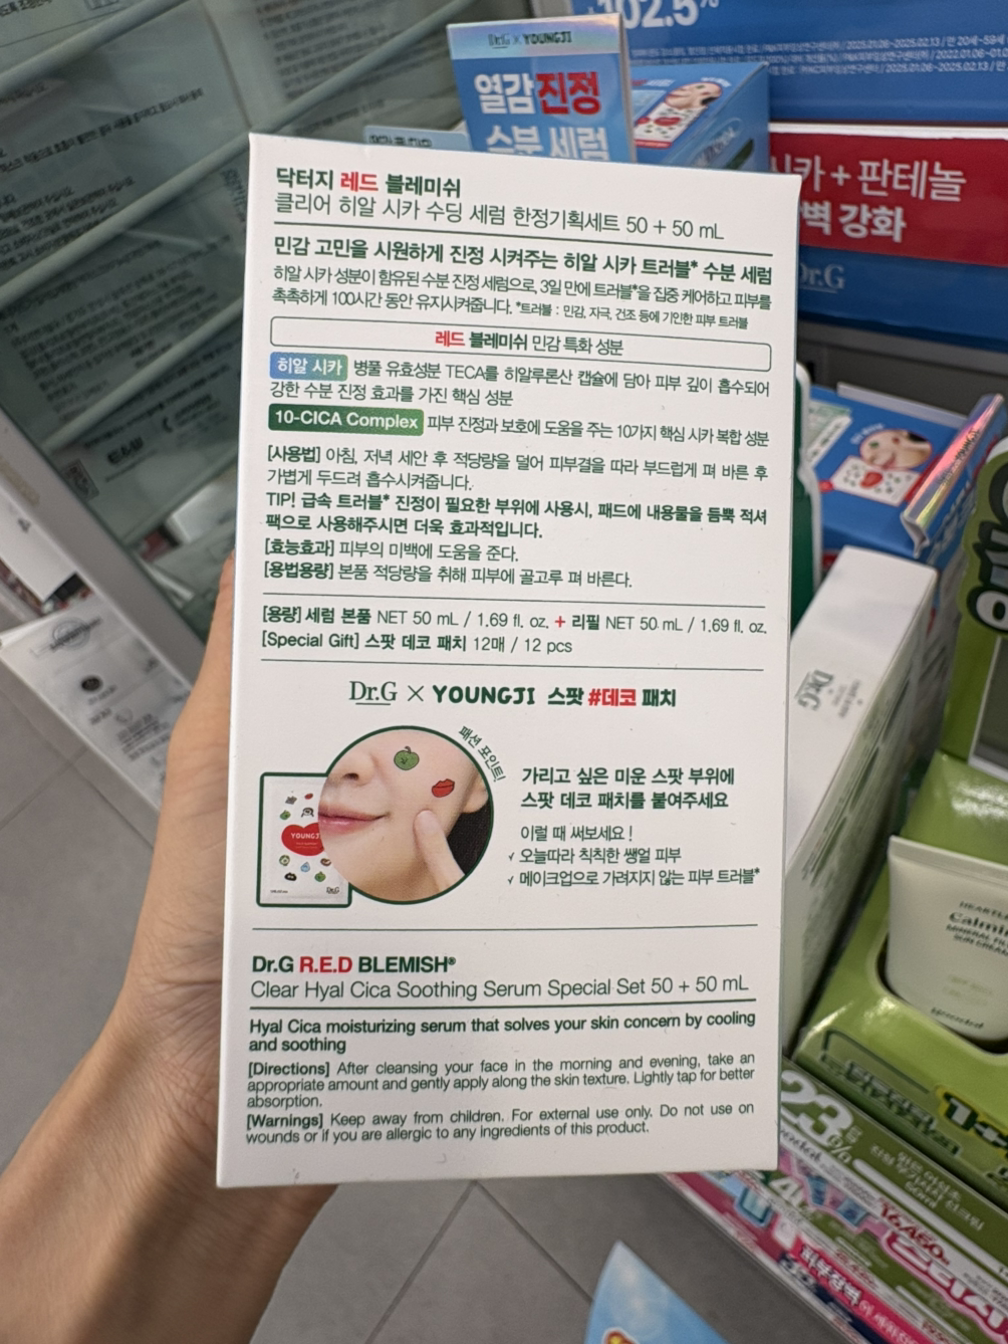 102.5%
Dr.G × YOUNGJI
열감진정
수분 세럼
시카 + 판테놀
벽 강화
Dr.G
닥터지 레드 블레미쉬
클리어 히알 시카 수딩 세럼 한정기획세트 50 + 50 mL
민감 고민을 시원하게 진정 시켜주는 히알 시카 트러블* 수분 세럼
히알 시카 성분이 함유된 수분 진정 세럼으로, 3일 만에 트러블*을 집중 케어하고 피부를
촉촉하게 100시간 동안 유지시켜줍니다. *트러블 : 민감, 자극, 건조 등에 기인한 피부 트러블
레드 블레미쉬 민감 특화 성분
히알 시카 병풀 유효성분 TECA를 히알루론산 캡슐에 담아 피부 깊이 흡수되어
강한 수분 진정 효과를 가진 핵심 성분
10-CICA Complex 피부 진정과 보호에 도움을 주는 10가지 핵심 시카 복합 성분
[사용법] 아침, 저녁 세안 후 적당량을 덜어 피부결을 따라 부드럽게 펴 바른 후
가볍게 두드려 흡수시켜줍니다.
TIP! 급속 트러블* 진정이 필요한 부위에 사용시, 패드에 내용물을 듬뿍 적셔
팩으로 사용해주시면 더욱 효과적입니다.
[효능효과] 피부의 미백에 도움을 준다.
[용법용량] 본품 적당량을 취해 피부에 골고루 펴 바른다.
[용량] 세럼 본품 NET 50 mL / 1.69 fl. oz. + 리필 NET 50 mL / 1.69 fl. oz.
[Special Gift] 스팟 데코 패치 12매 / 12 pcs
Dr.G × YOUNGJI 스팟 #데코 패치
패션 포인트!
YOUNGJI
가리고 싶은 미운 스팟 부위에
스팟 데코 패치를 붙여주세요
이럴 때 써보세요 !
✓ 오늘따라 칙칙한 쌩얼 피부
✓ 메이크업으로 가려지지 않는 피부 트러블*
Dr.G R.E.D BLEMISH®
Clear Hyal Cica Soothing Serum Special Set 50 + 50 mL
Hyal Cica moisturizing serum that solves your skin concern by cooling
and soothing
[Directions] After cleansing your face in the morning and evening, take an
appropriate amount and gently apply along the skin texture. Lightly tap for better
absorption.
[Warnings] Keep away from children. For external use only. Do not use on
wounds or if you are allergic to any ingredients of this product.
Dr.G
23%